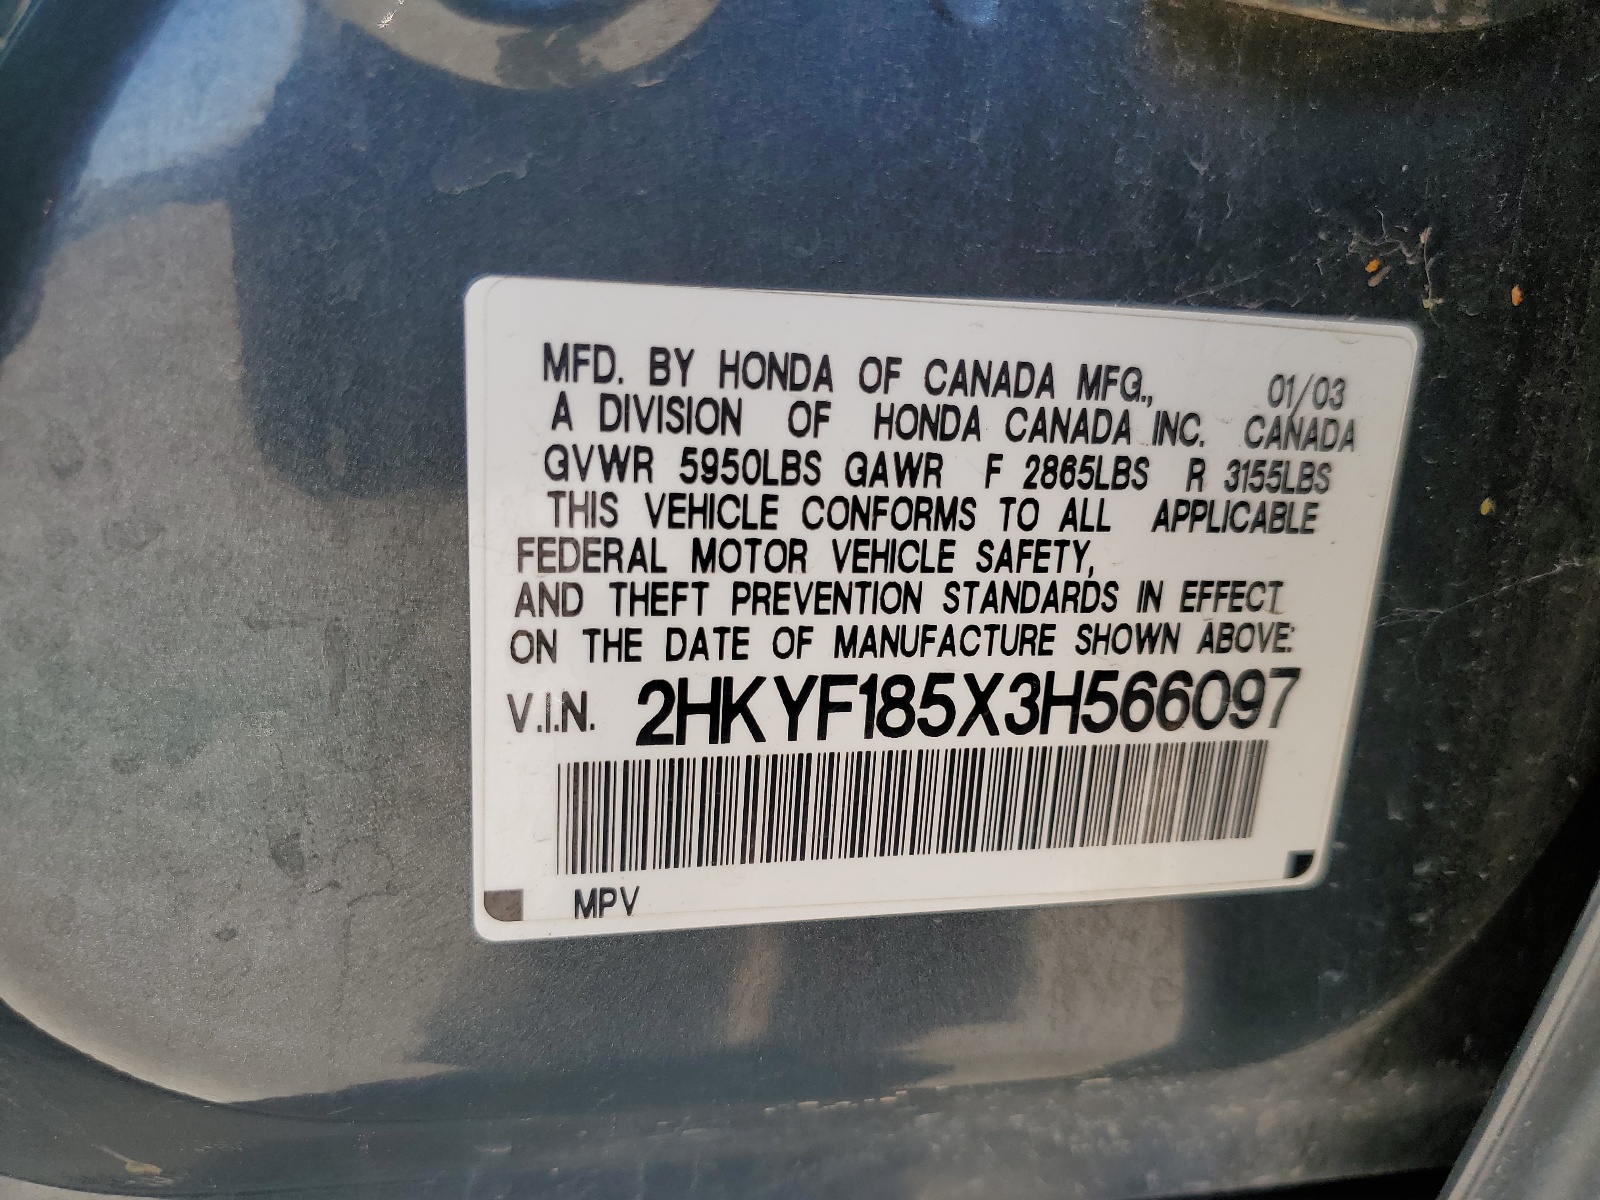 MFD. BY HONDA OF CANADA MFG., 01/03
A DIVISION OF HONDA CANADA INC. CANADA
GVWR 5950LBS GAWR F 2865LBS R 3155LBS
THIS VEHICLE CONFORMS TO ALL APPLICABLE
FEDERAL MOTOR VEHICLE SAFETY,
AND THEFT PREVENTION STANDARDS IN EFFECT
ON THE DATE OF MANUFACTURE SHOWN ABOVE:
V.I.N. 2HKYF185X3H566097
MPV